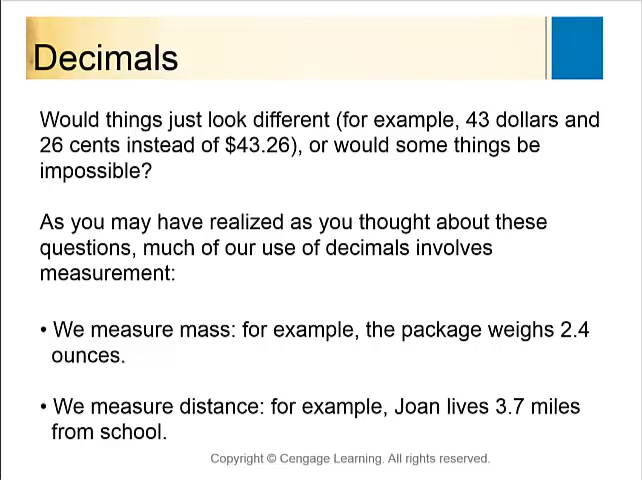 Decimals
Would things just look different (for example, 43 dollars and
26 cents instead of $43.26), or would some things be
impossible?
As you may have realized as you thought about these
questions, much of our use of decimals involves
measurement:
• We measure mass: for example, the package weighs 2.4
ounces.
• We measure distance: for example, Joan lives 3.7 miles
from school.
Copyright © Cengage Learning. All rights reserved.